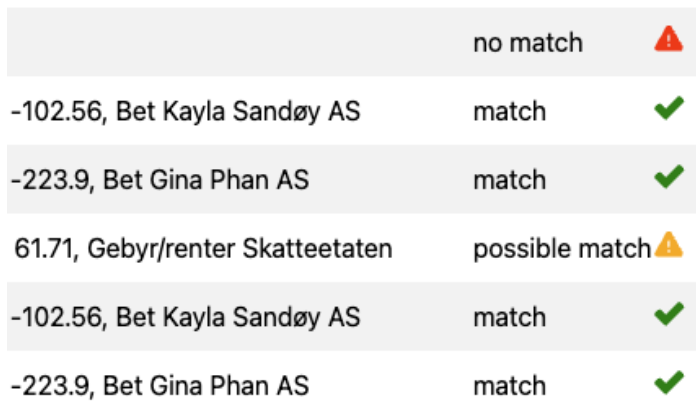 no match
-102.56, Bet Kayla Sandøy AS match
-223.9, Bet Gina Phan AS match
61.71, Gebyr/renter Skatteetaten possible match
-102.56, Bet Kayla Sandøy AS match
-223.9, Bet Gina Phan AS match